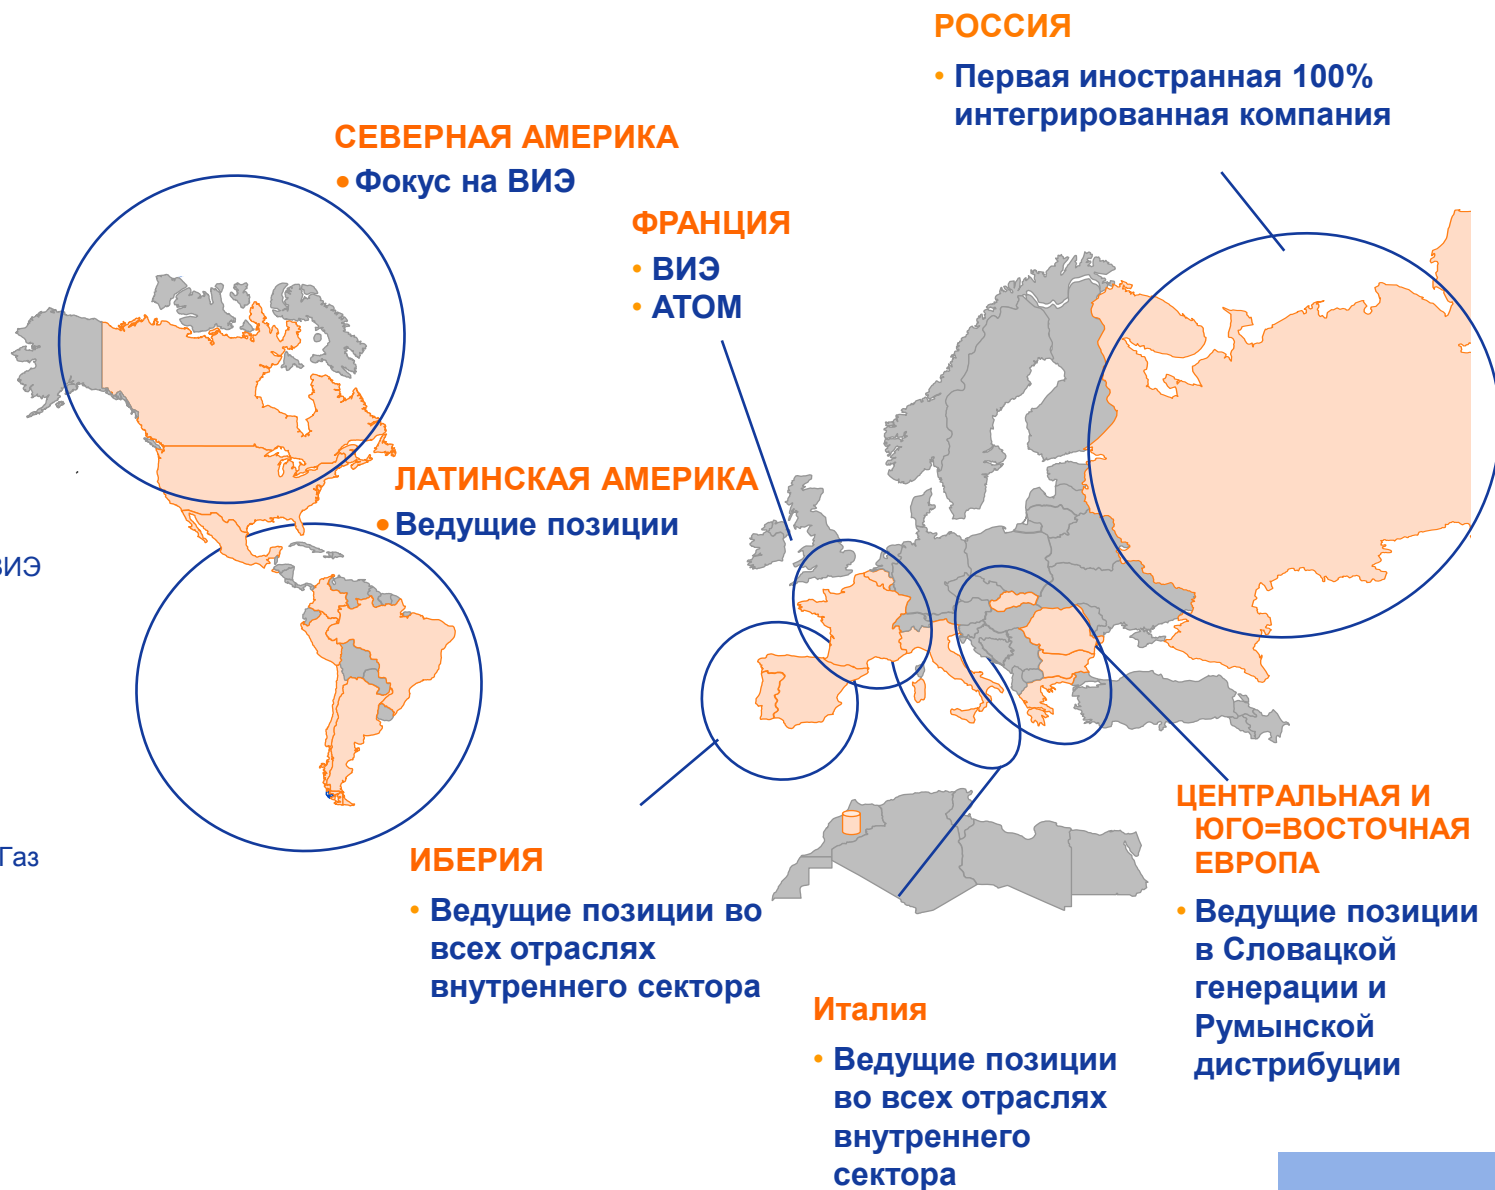 РОССИЯ
• Первая иностранная 100%
интегрированная компания
СЕВЕРНАЯ АМЕРИКА
• Фокус на ВИЭ
ФРАНЦИЯ
• ВИЭ
• АТОМ
ЛАТИНСКАЯ АМЕРИКА
• Ведущие позиции
ВИЭ
Газ
ИБЕРИЯ
• Ведущие позиции во
всех отраслях
внутреннего сектора
Италия
• Ведущие позиции
во всех отраслях
внутреннего
сектора
ЦЕНТРАЛЬНАЯ И
ЮГО=ВОСТОЧНАЯ
ЕВРОПА
• Ведущие позиции
в Словацкой
генерации и
Румынской
дистрибуции